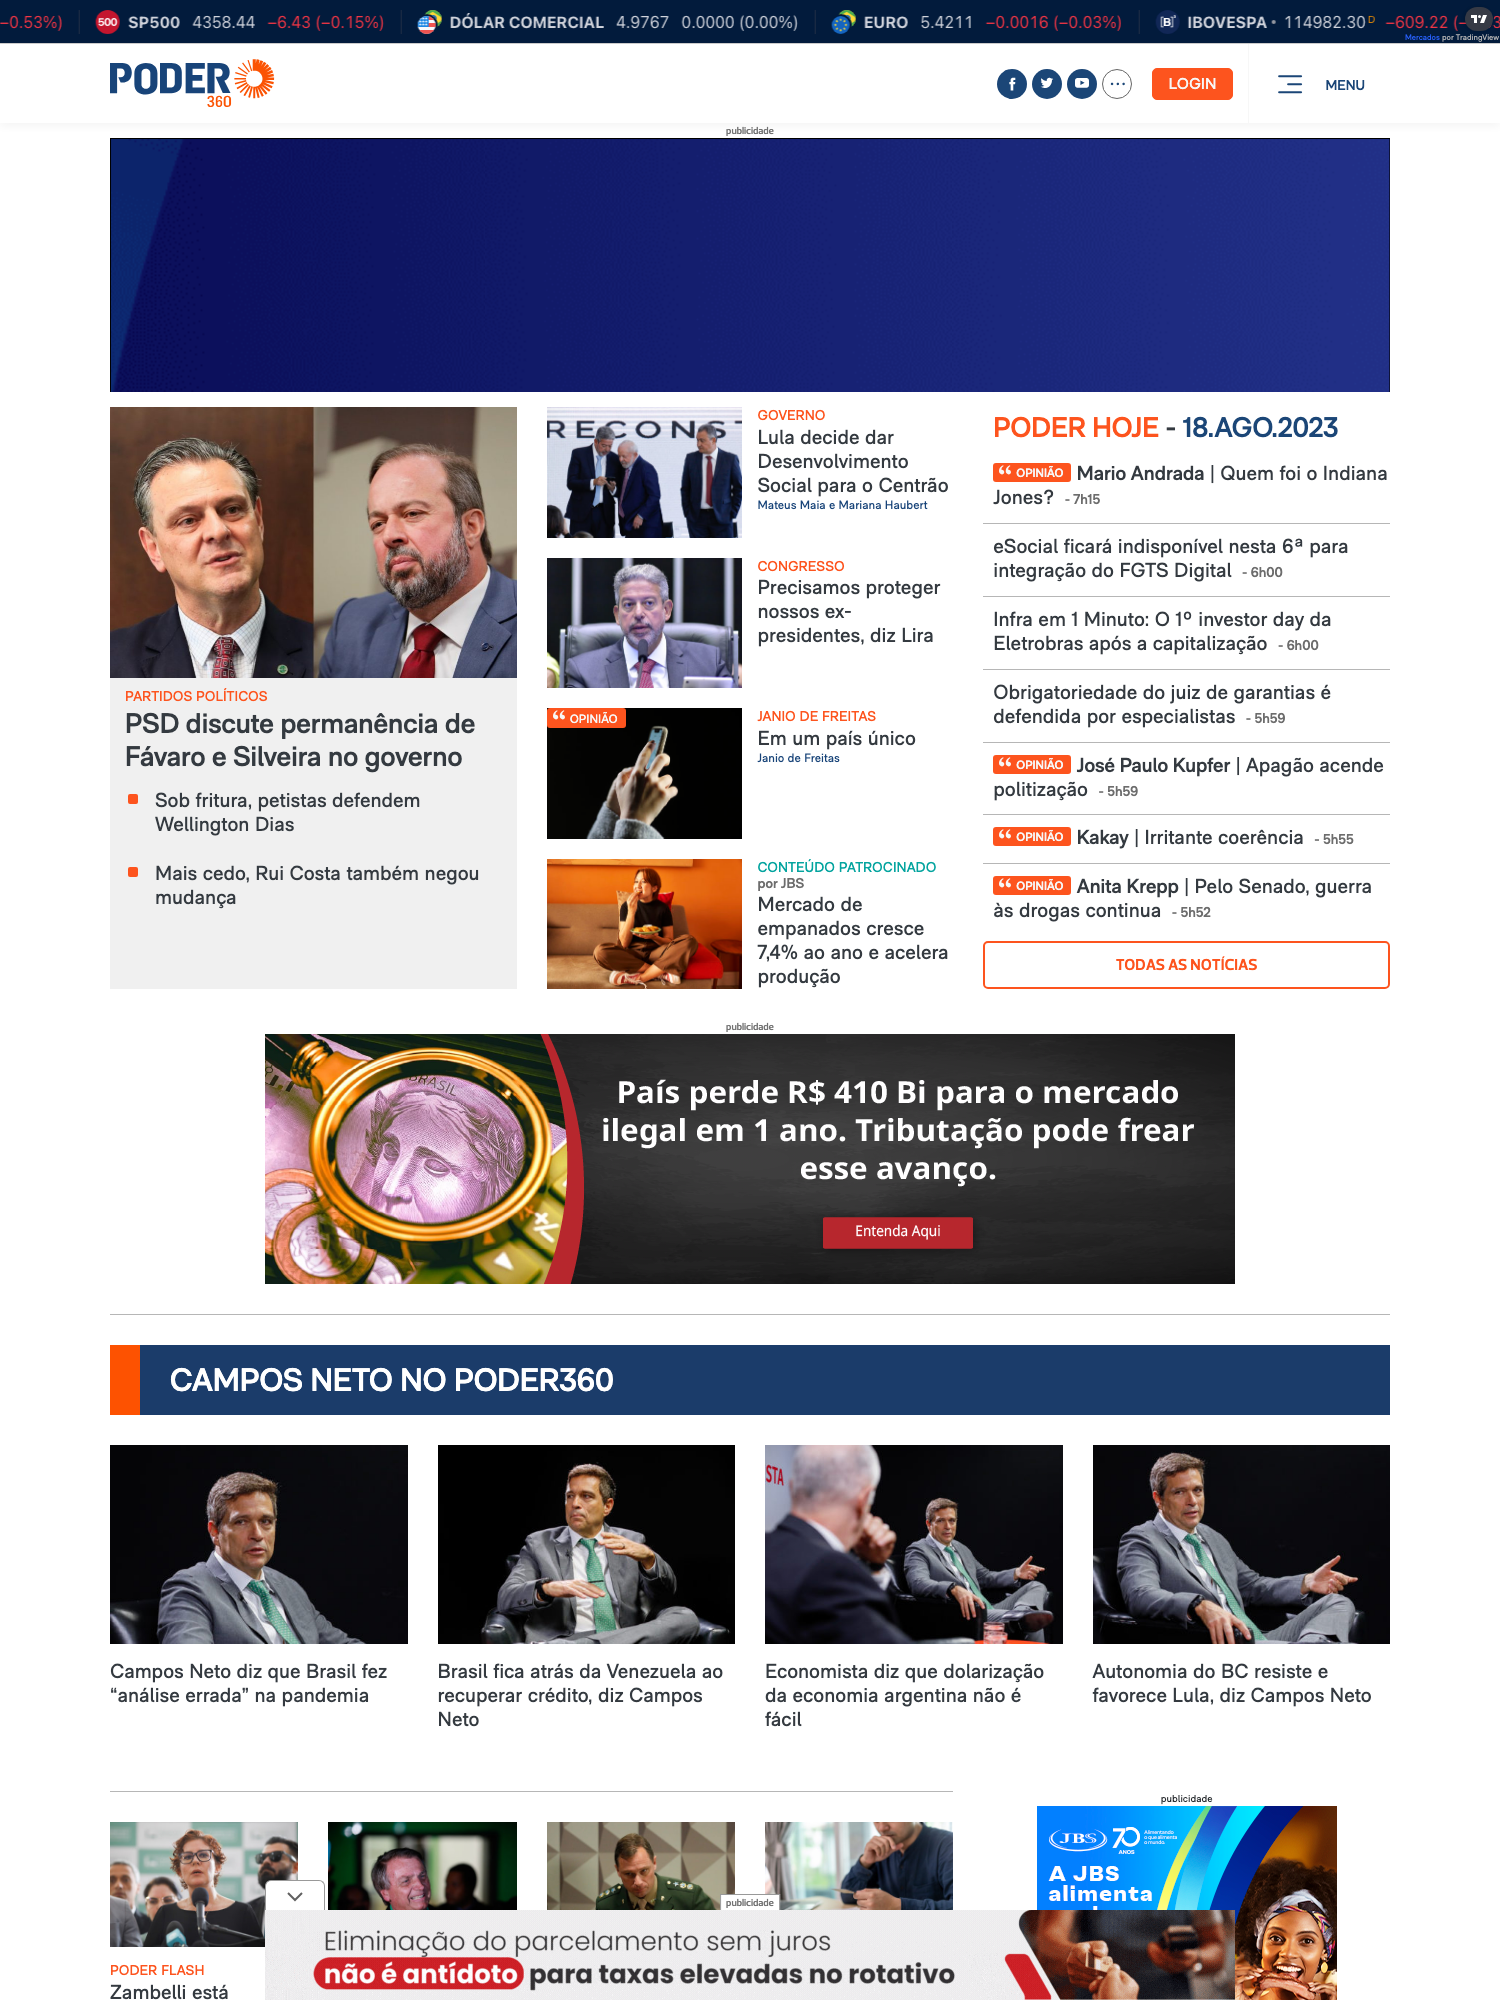 −0.53%)
500 SP500 4358.44 −6.43 (−0.15%)
DÓLAR COMERCIAL 4.9767 0.0000 (0.00%)
EURO 5.4211 −0.0016 (−0.03%)
IBOVESPA 114982.30 D −609.22
Mercados por TradingView
PODER
360
LOGIN
MENU
publicidade
PARTIDOS POLÍTICOS
PSD discute permanência de
Fávaro e Silveira no governo
Sob fritura, petistas defendem
Wellington Dias
Mais cedo, Rui Costa também negou
mudança
RECONST
GOVERNO
Lula decide dar
Desenvolvimento
Social para o Centrão
Mateus Maia e Mariana Haubert
CONGRESSO
Precisamos proteger
nossos ex-
presidentes, diz Lira
“ OPINIÃO
JANIO DE FREITAS
Em um país único
Janio de Freitas
CONTEÚDO PATROCINADO
por JBS
Mercado de
empanados cresce
7,4% ao ano e acelera
produção
PODER HOJE - 18.AGO.2023
“ OPINIÃO Mario Andrada | Quem foi o Indiana
Jones? - 7h15
eSocial ficará indisponível nesta 6ª para
integração do FGTS Digital - 6h00
Infra em 1 Minuto: O 1º investor day da
Eletrobras após a capitalização - 6h00
Obrigatoriedade do juiz de garantias é
defendida por especialistas - 5h59
“ OPINIÃO José Paulo Kupfer | Apagão acende
politização - 5h59
“ OPINIÃO Kakay | Irritante coerência - 5h55
“ OPINIÃO Anita Krepp | Pelo Senado, guerra
às drogas continua - 5h52
TODAS AS NOTÍCIAS
publicidade
BRASIL
País perde R$ 410 Bi para o mercado
ilegal em 1 ano. Tributação pode frear
esse avanço.
Entenda Aqui
CAMPOS NETO NO PODER360
STA
Campos Neto diz que Brasil fez
“análise errada” na pandemia
Brasil fica atrás da Venezuela ao
recuperar crédito, diz Campos
Neto
Economista diz que dolarização
da economia argentina não é
fácil
Autonomia do BC resiste e
favorece Lula, diz Campos Neto
publicidade
JBS 70 ANOS
Alimentando
o que alimenta
o mundo
A JBS
alimenta
PODER FLASH
Zambelli está
publicidade
Eliminação do parcelamento sem juros
não é antídoto para taxas elevadas no rotativo